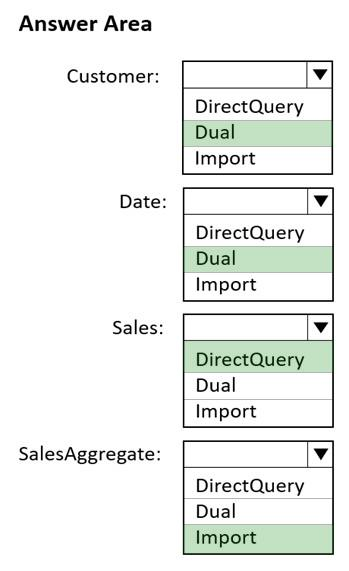 Answer Area
Customer:
DirectQuery
Dual
Import
Date:
DirectQuery
Dual
Import
Sales:
DirectQuery
Dual
Import
SalesAggregate:
DirectQuery
Dual
Import